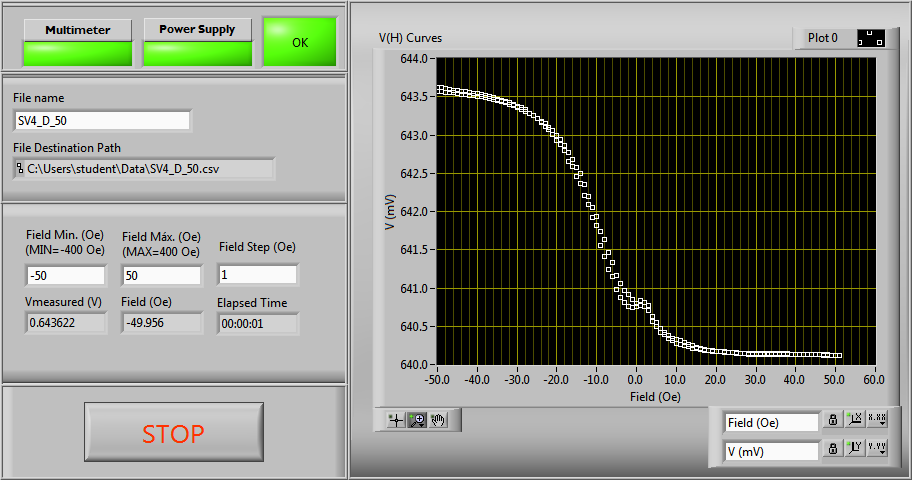 Multimeter
Power Supply
OK
File name
SV4_D_50
File Destination Path
C:\Users\student\Data\SV4_D_50.csv
Field Min. (Oe)
(MIN=-400 Oe)
Field Máx. (Oe)
(MAX=400 Oe)
Field Step (Oe)
-50
50
1
Vmeasured (V)
Field (Oe)
Elapsed Time
0.643622
-49.956
00:00:01
STOP
V(H) Curves
Plot 0
V (mV)
644.0
643.5
643.0
642.5
642.0
641.5
641.0
640.5
640.0
-50.0 -40.0 -30.0 -20.0 -10.0 0.0 10.0 20.0 30.0 40.0 50.0 60.0
Field (Oe)
Field (Oe)
X
X.XX
V (mV)
Y
Y.YY